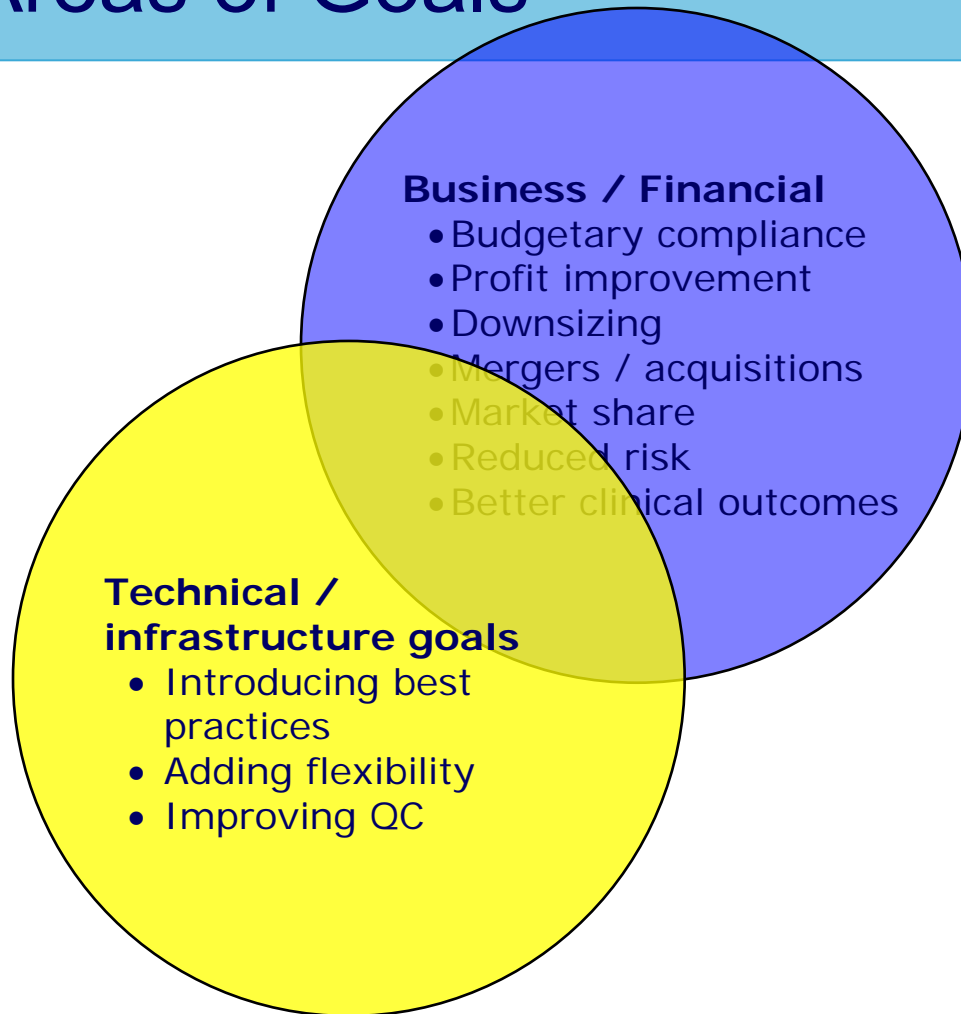 Areas of Goals
Business / Financial
•Budgetary compliance
•Profit improvement
•Downsizing
•Mergers / acquisitions
•Market share
•Reduced risk
•Better clinical outcomes
Technical /
infrastructure goals
• Introducing best
practices
• Adding flexibility
• Improving QC